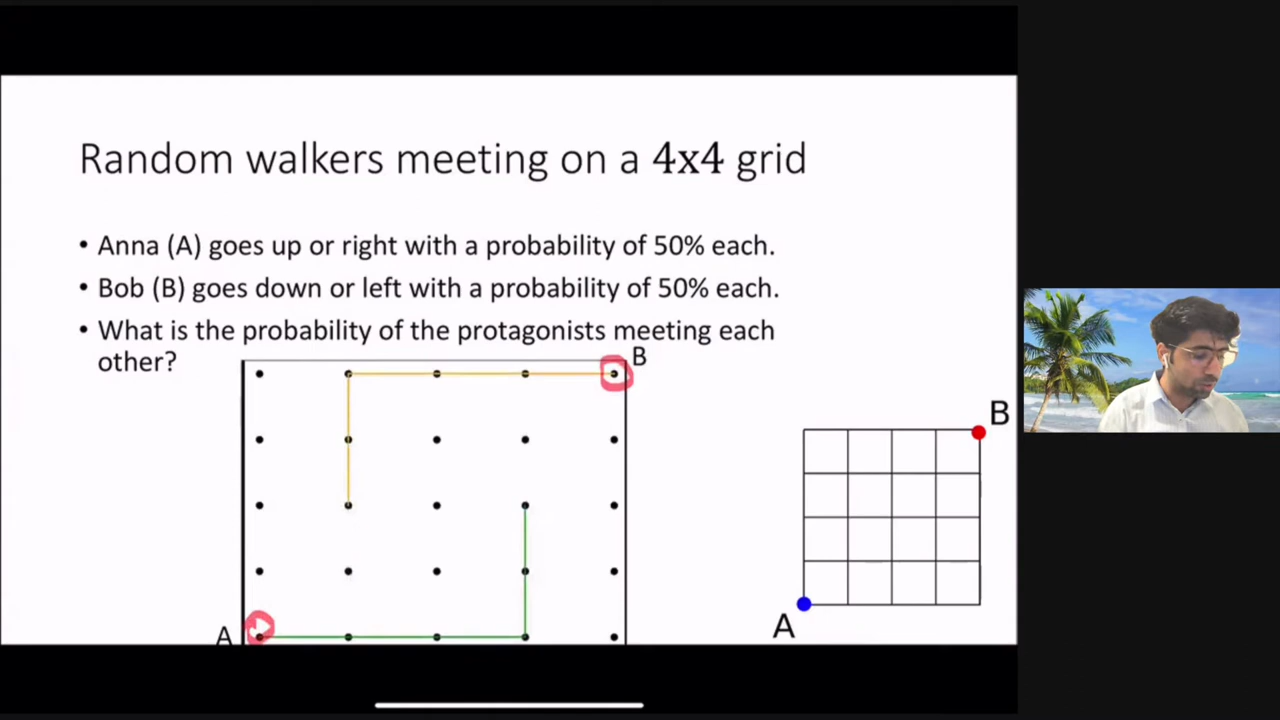 Random walkers meeting on a 4x4 grid
• Anna (A) goes up or right with a probability of 50% each.
• Bob (B) goes down or left with a probability of 50% each.
• What is the probability of the protagonists meeting each
other?
B
B
A
A